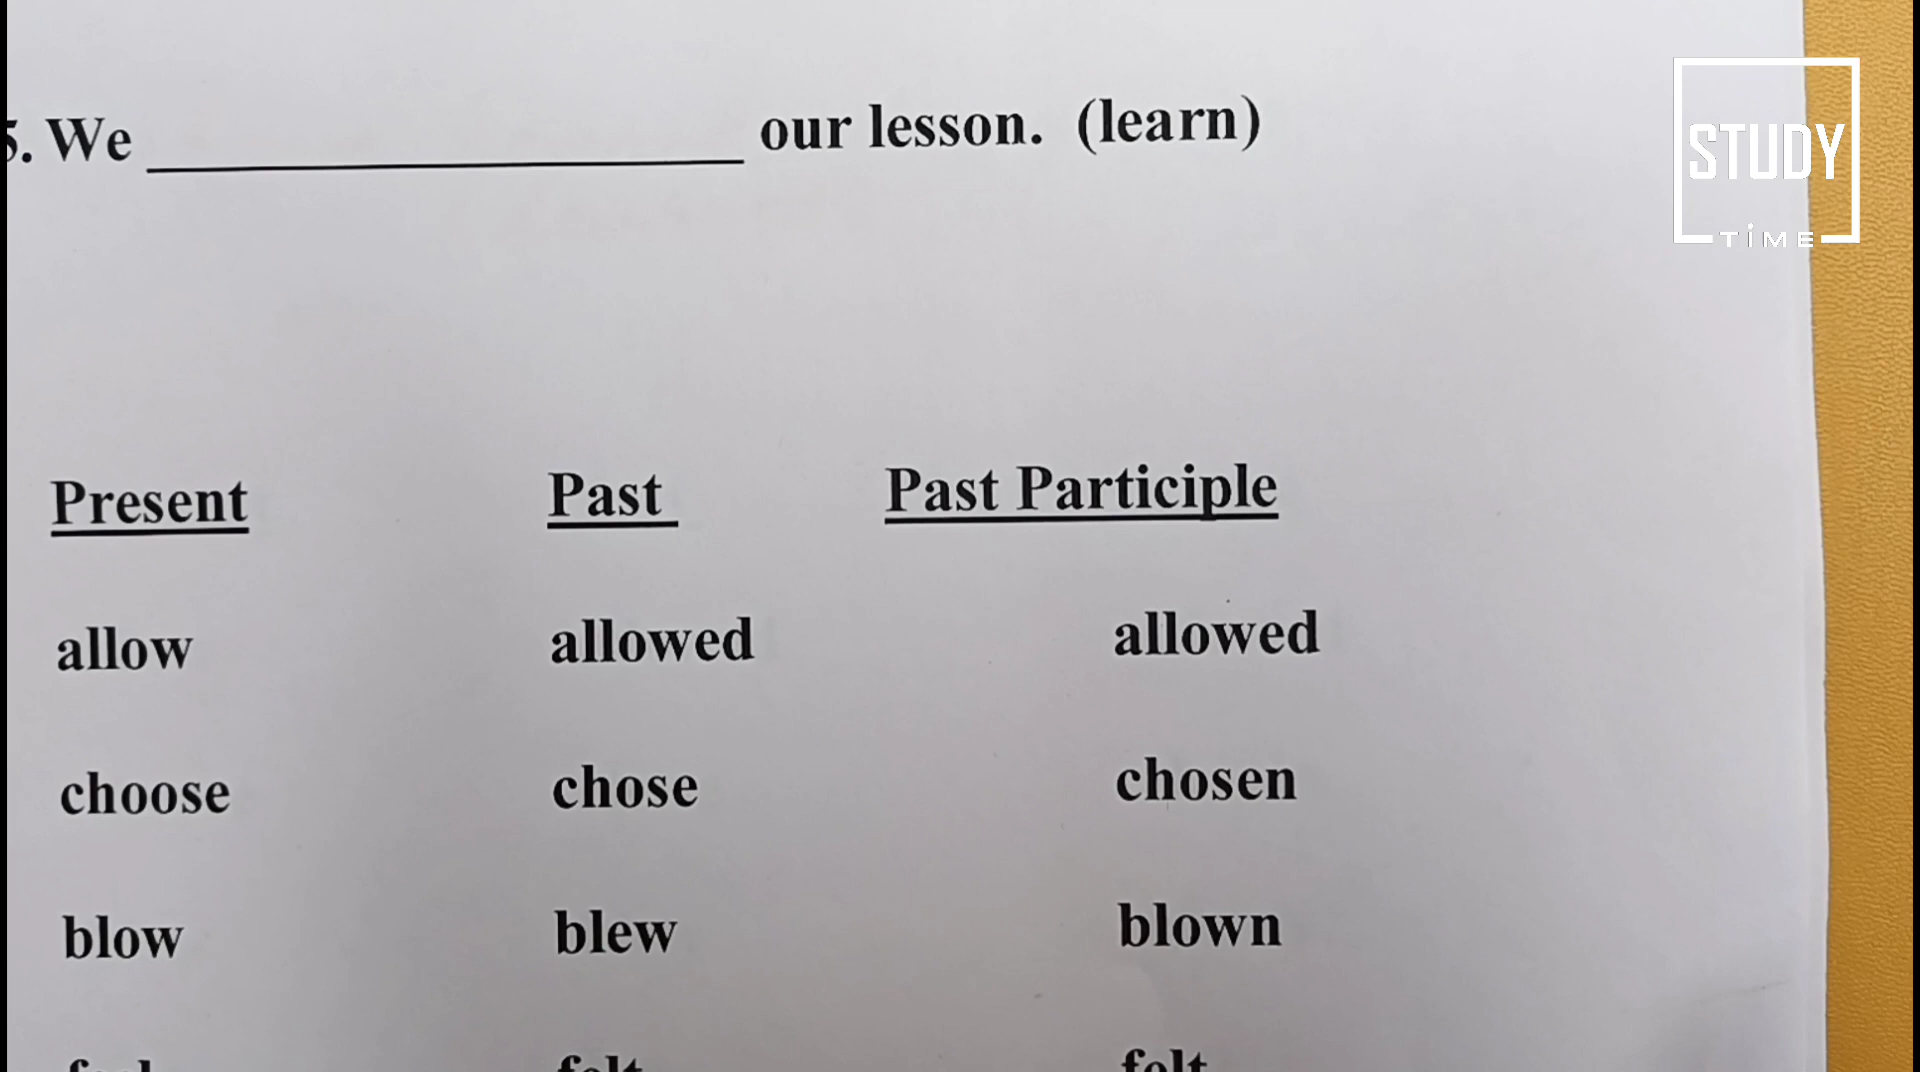 5. We ____________________ our lesson. (learn)
STUDY
TiME
Present Past Past Participle
allow allowed allowed
choose chose chosen
blow blew blown
felt felt